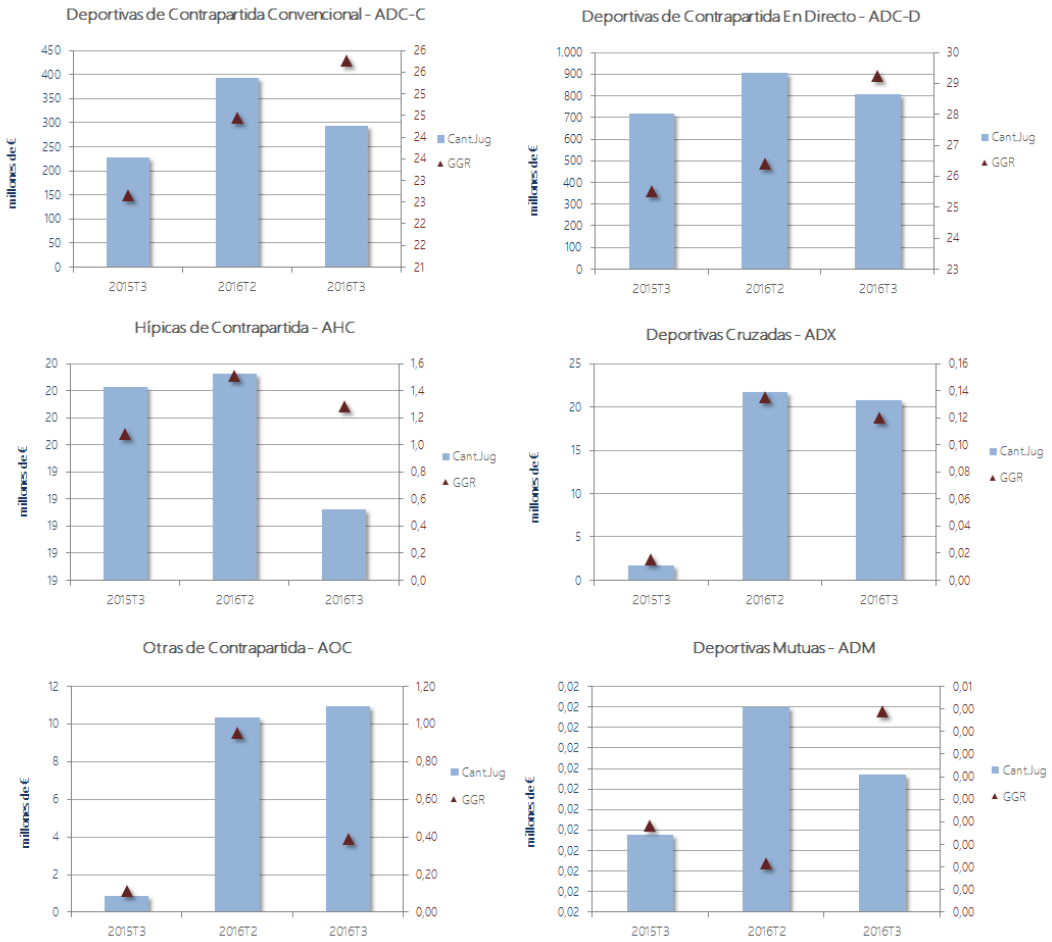 Deportivas de Contrapartida Convencional - ADC-C
450
400
350
300
250
200
150
100
50
0
millones de €
26
26
25
25
24
24
23
23
22
22
21
2015T3
2016T2
2016T3
Cant.Jug
GGR
Deportivas de Contrapartida En Directo - ADC-D
1.000
900
800
700
600
500
400
300
200
100
0
millones de €
30
29
28
26
25
24
23
2015T3
2016T2
2016T3
Cant.Jug
GGR
Hípicas de Contrapartida - AHC
20
20
20
20
19
19
19
19
19
millones de €
1,6
1,4
1,2
1,0
0,8
0,6
0,4
0,2
0,0
2015T3
2016T2
2016T3
Cant.Jug
GGR
Deportivas Cruzadas - ADX
25
20
15
10
5
0
millones de €
0,16
0,14
0,12
0,10
0,08
0,06
0,04
0,02
0,00
2015T3
2016T2
2016T3
Cant.Jug
GGR
Otras de Contrapartida - AOC
12
10
8
6
4
2
0
millones de €
1,20
1,00
0,80
0,60
0,40
0,20
0,00
2015T3
2016T2
2016T3
Cant.Jug
GGR
Deportivas Mutuas - ADM
0,02
0,02
0,02
0,02
0,02
0,02
0,02
0,02
0,02
0,02
0,02
0,02
millones de €
0,01
0,00
0,00
0,00
0,00
0,00
0,00
0,00
0,00
0,00
0,00
2015T3
2016T2
2016T3
Cant.Jug
GGR